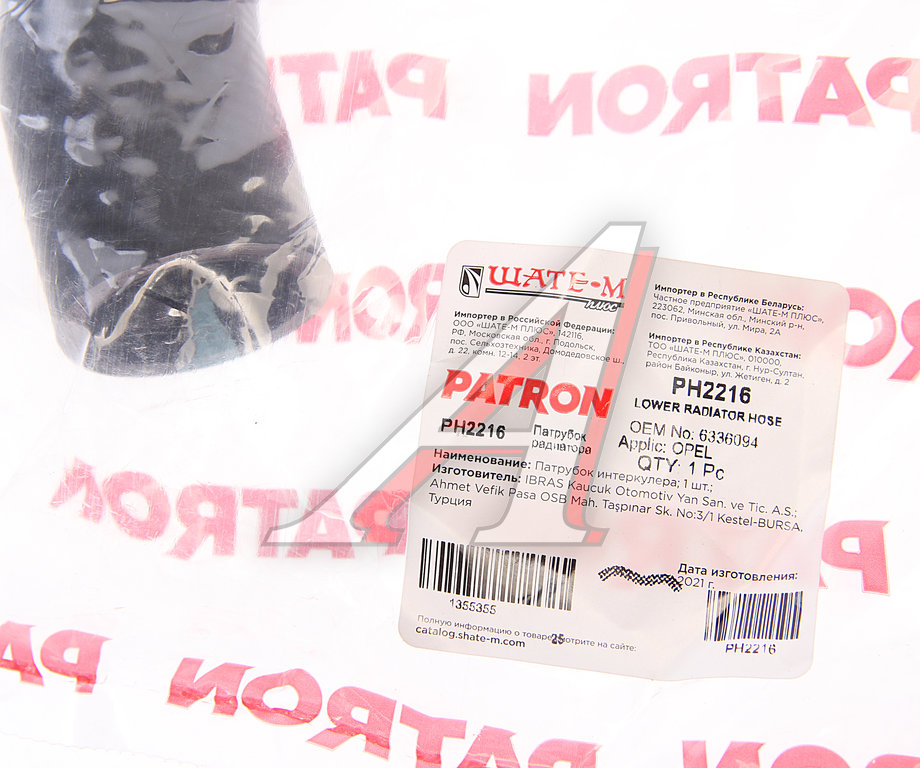 PATRON
PATRON
PATRON
ШАТЕ-М
ПЛЮС
Импортер в Российской Федерации:
ООО «ШАТЕ-М ПЛЮС», 142116,
РФ, Московская обл., г. Подольск,
пос. Сельхозтехника, Домодедовское ш.,
д. 22, комн. 12-14, 2 эт.
Импортер в Республике Беларусь:
Частное предприятие «ШАТЕ-М ПЛЮС»,
223062, Минская обл., Минский р-н,
пос. Привольный, ул. Мира, 2А
Импортер в Республике Казахстан:
ТОО «ШАТЕ-М ПЛЮС», 010000,
Республика Казахстан, г. Нур-Султан,
район Байконыр, ул. Жетиген, д. 2
PATRON
PH2216
LOWER RADIATOR HOSE
PH2216
Патрубок
радиатора
OEM No: 6336094
Applic: OPEL
QTY: 1 Pc
Наименование: Патрубок интеркулера; 1 шт.;
Изготовитель: IBRAS Kaucuk Otomotiv Yan San. ve Tic. A.S.;
Ahmet Vefik Pasa OSB Mah. Taşpınar Sk. No:3/1 Kestel-BURSA,
Турция
Дата изготовления:
2021 г.
1355355
PH2216
Полную информацию о товаре смотрите на сайте:
25
catalog.shate-m.com
PATRON
PATRON
PATRON
PATRON